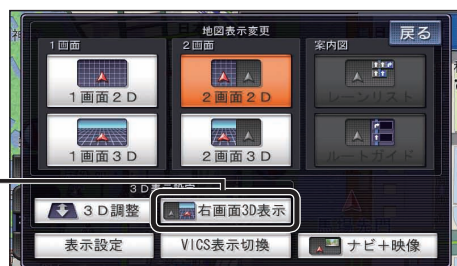 地図表示変更
戻る
1画面
2画面
案内図
1画面2D
2画面2D
レーンリスト
1画面3D
2画面3D
ルートガイド
3D表示設定
3D調整
右画面3D表示
表示設定
VICS表示切換
ナビ+映像